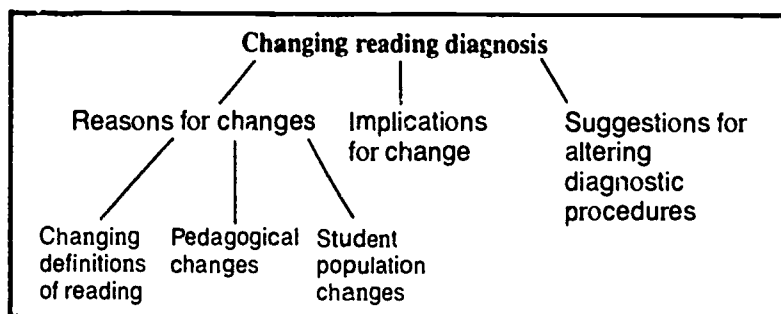 Changing reading diagnosis
Reasons for changes
Implications
for change
Suggestions for
altering
diagnostic
procedures
Changing
definitions
of reading
Pedagogical
changes
Student
population
changes